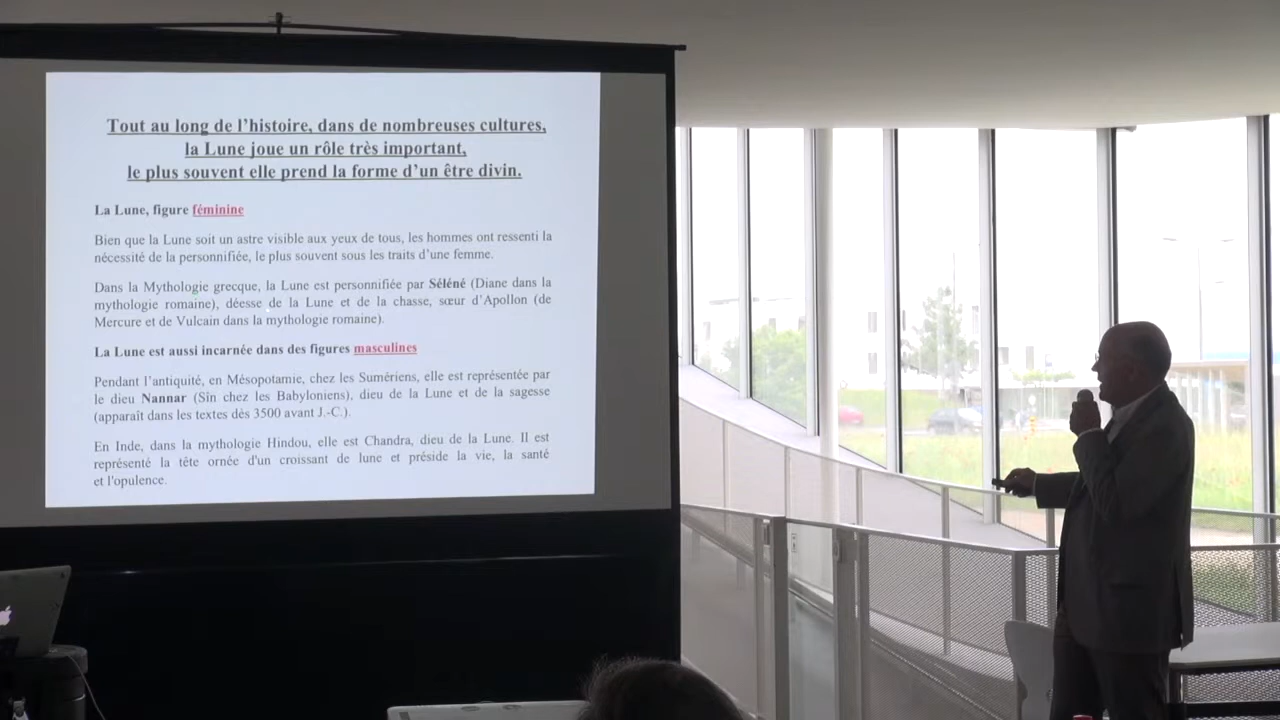 Tout au long de l'histoire, dans de nombreuses cultures,
la Lune joue un rôle très important,
le plus souvent elle prend la forme d'un être divin.
La Lune, figure féminine
Bien que la Lune soit un astre visible aux yeux de tous, les hommes ont ressenti la
nécessité de la personnifiée, le plus souvent sous les traits d'une femme.
Dans la Mythologie grecque, la Lune est personnifiée par Séléné (Diane dans la
mythologie romaine), déesse de la Lune et de la chasse, sœur d'Apollon (de
Mercure et de Vulcain dans la mythologie romaine).
La Lune est aussi incarnée dans des figures masculines
Pendant l'antiquité, en Mésopotamie, chez les Sumériens, elle est représentée par
le dieu Nannar (Sîn chez les Babyloniens), dieu de la Lune et de la sagesse
(apparaît dans les textes dès 3500 avant J.-C.).
En Inde, dans la mythologie Hindou, elle est Chandra, dieu de la Lune. Il est
représenté la tête ornée d'un croissant de lune et préside la vie, la santé
et l'opulence.